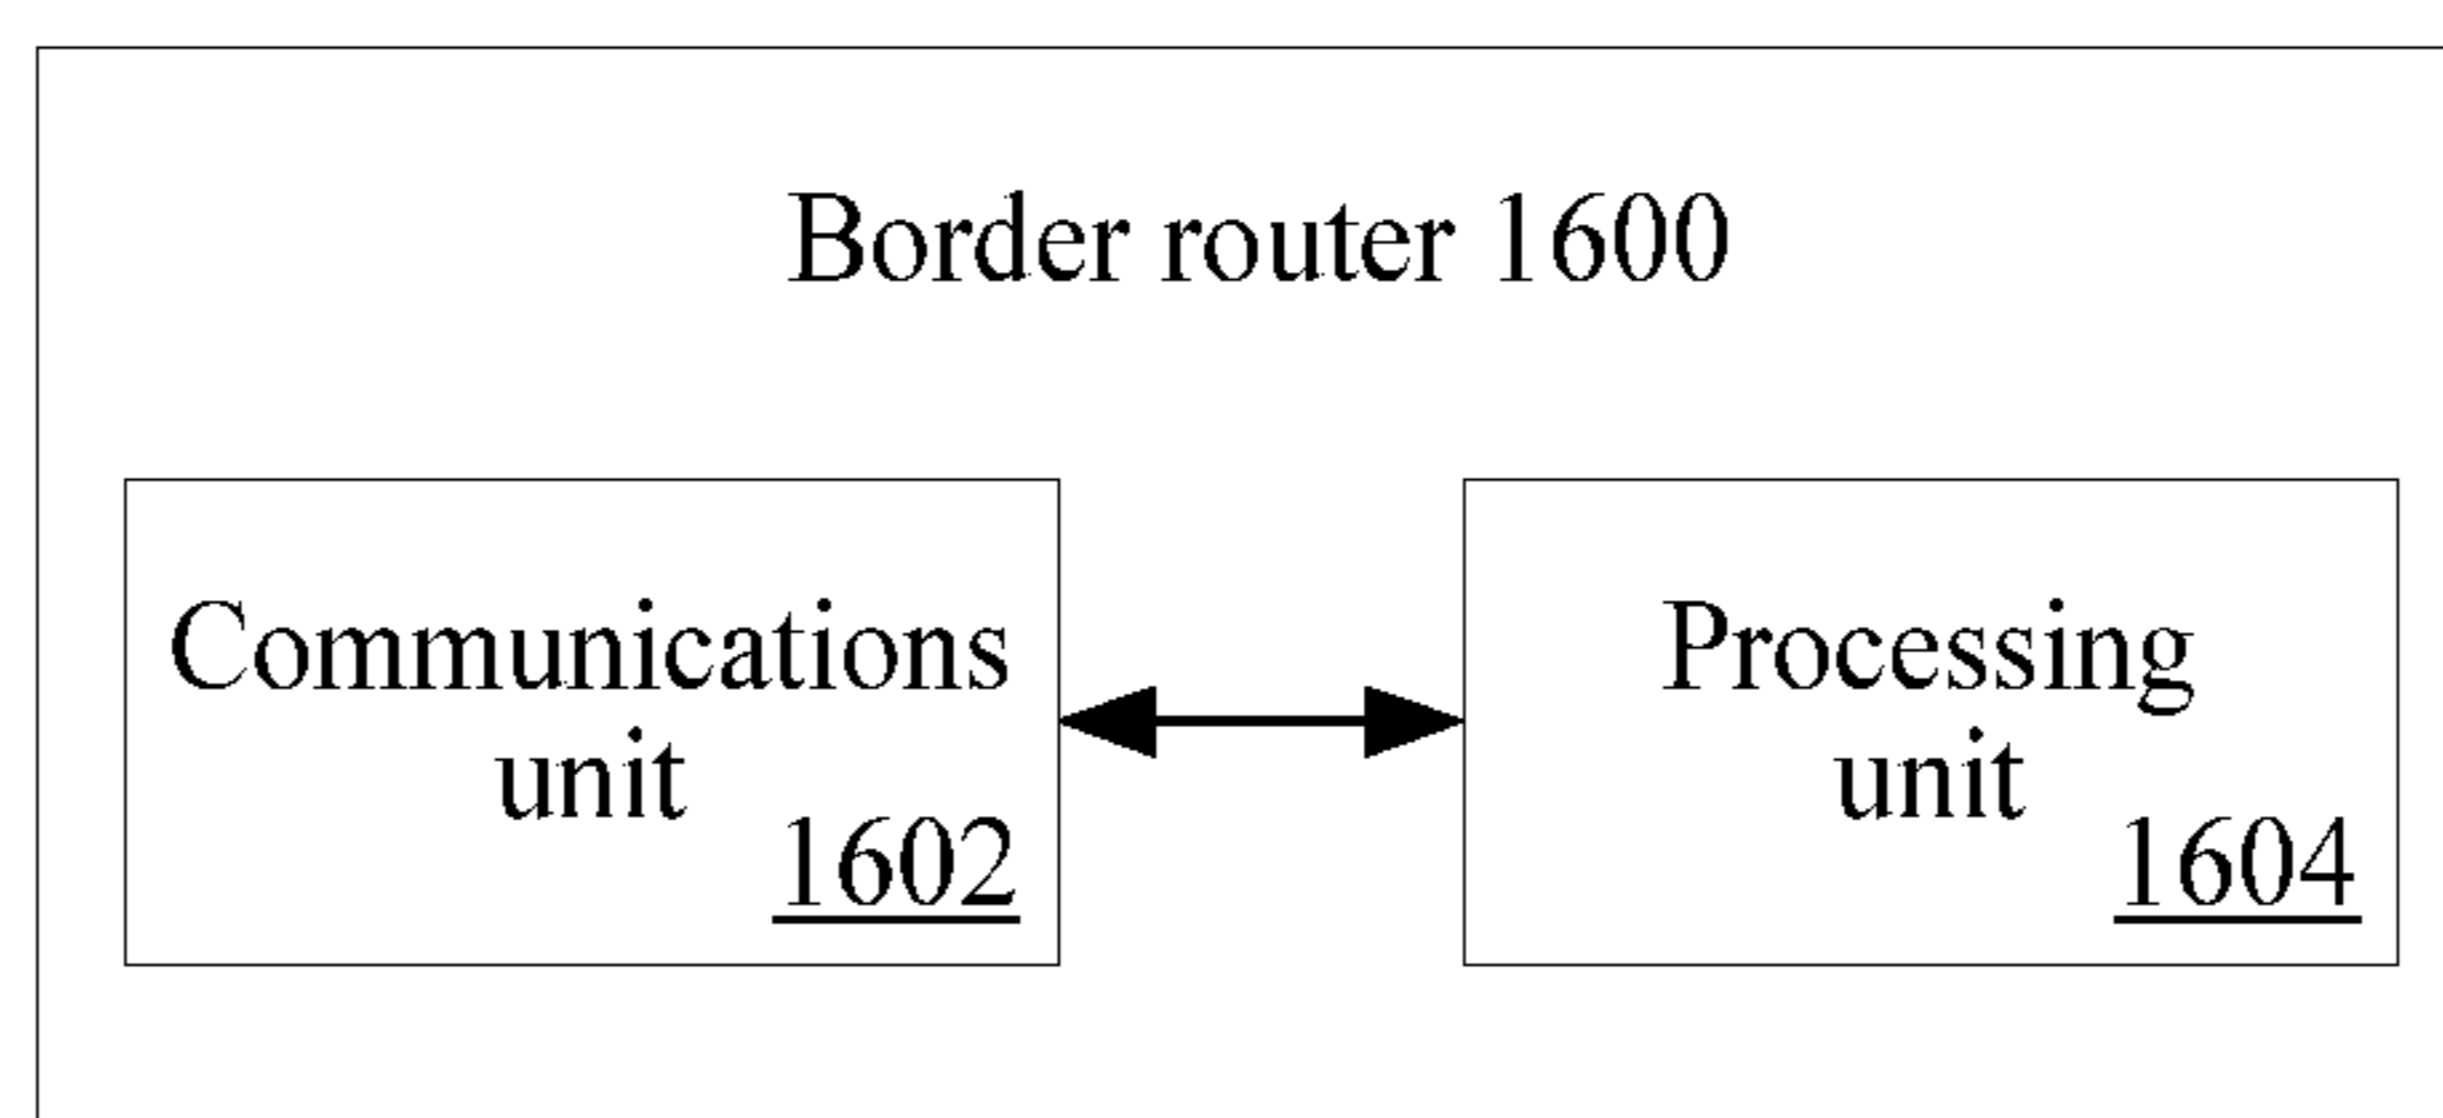 Border router 1600
Communications
unit
1602
Processing
unit
1604